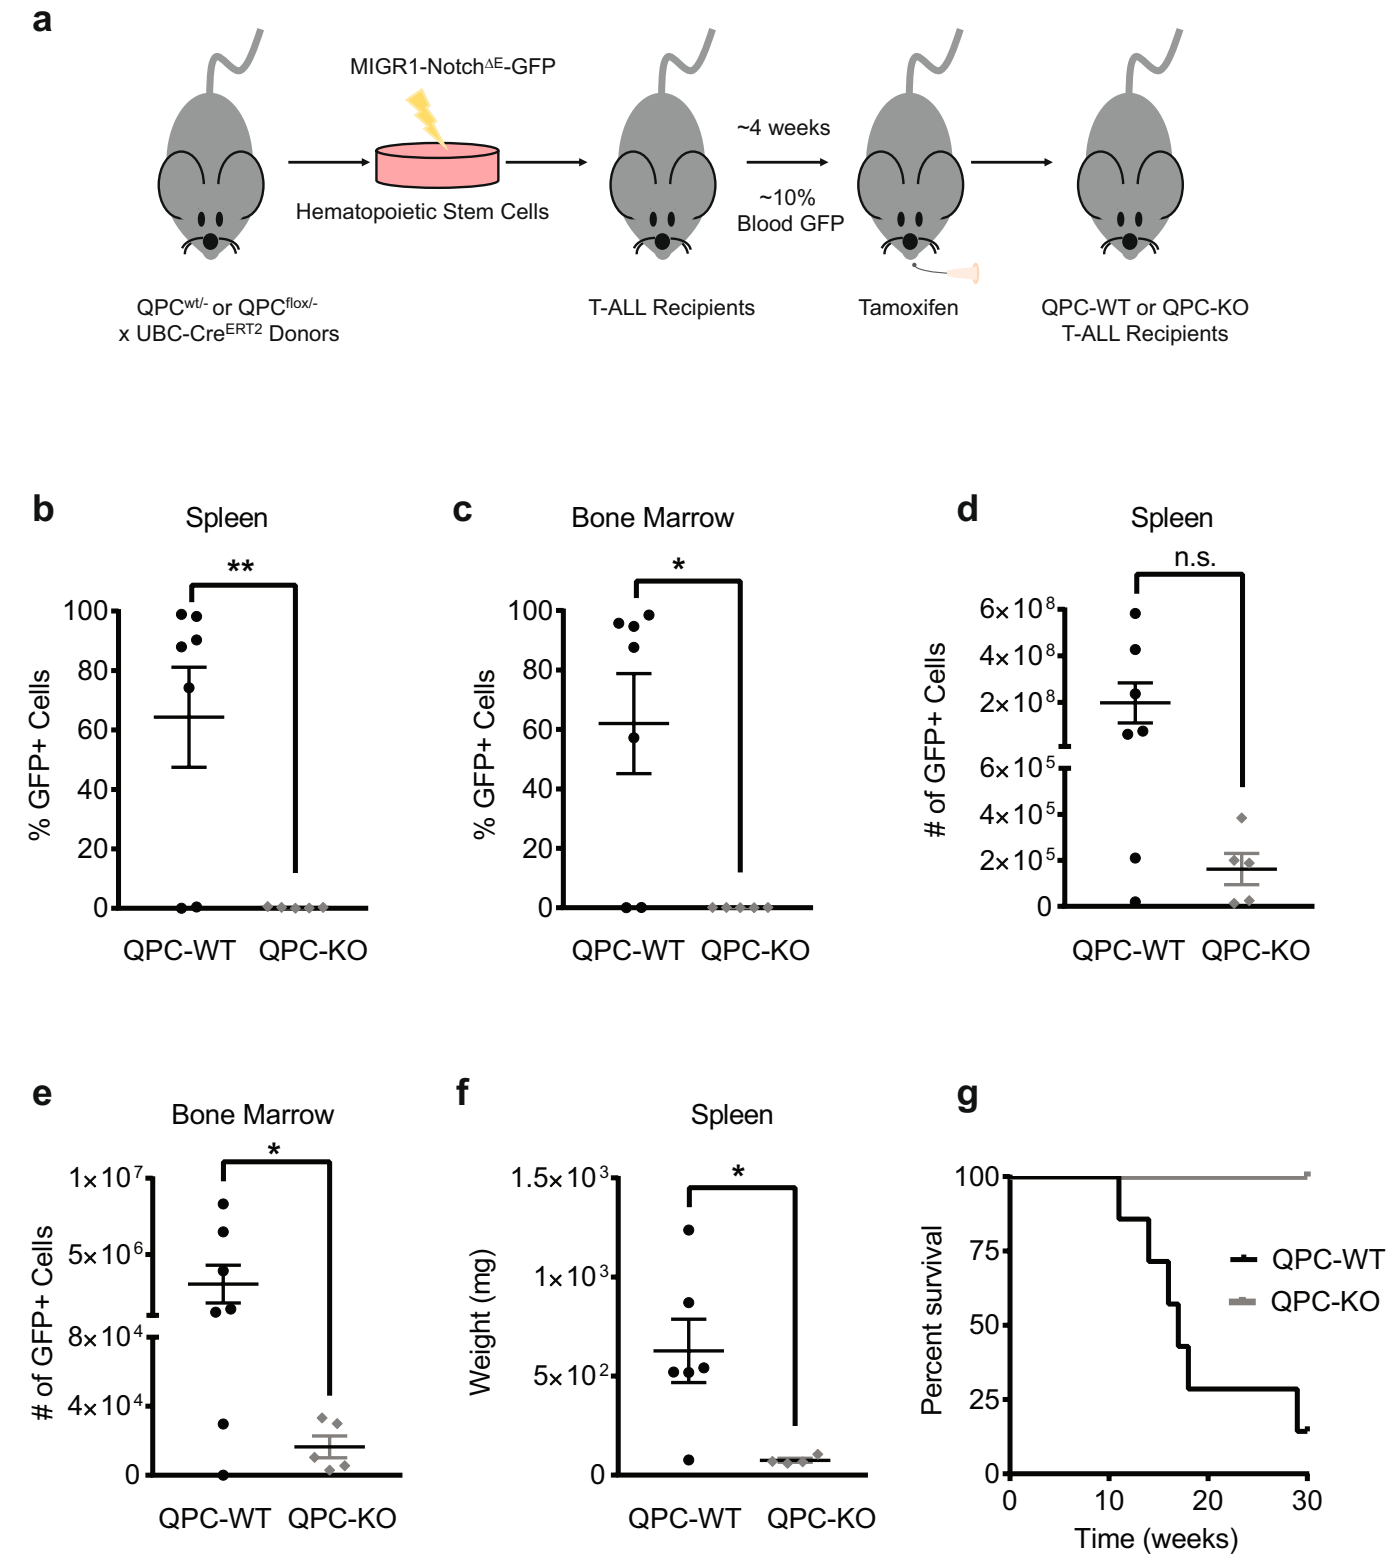 a
MIGR1-Notch^ΔE-GFP
Hematopoietic Stem Cells
~4 weeks
~10%
Blood GFP
QPC^wt/- or QPC^flox/-
x UBC-Cre^ERT2 Donors
T-ALL Recipients
Tamoxifen
QPC-WT or QPC-KO
T-ALL Recipients
b
Spleen
**
% GFP+ Cells
100
80
60
40
20
0
QPC-WT QPC-KO
c
Bone Marrow
*
% GFP+ Cells
100
80
60
40
20
0
QPC-WT QPC-KO
d
Spleen
n.s.
# of GFP+ Cells
6×10^8
4×10^8
2×10^8
6×10^5
4×10^5
2×10^5
0
QPC-WT QPC-KO
e
Bone Marrow
*
# of GFP+ Cells
1×10^7
5×10^6
8×10^4
4×10^4
0
QPC-WT QPC-KO
f
Spleen
*
Weight (mg)
1.5×10^3
1×10^3
5×10^2
0
QPC-WT QPC-KO
g
Percent survival
100
75
50
25
0
0 10 20 30
Time (weeks)
QPC-WT
QPC-KO